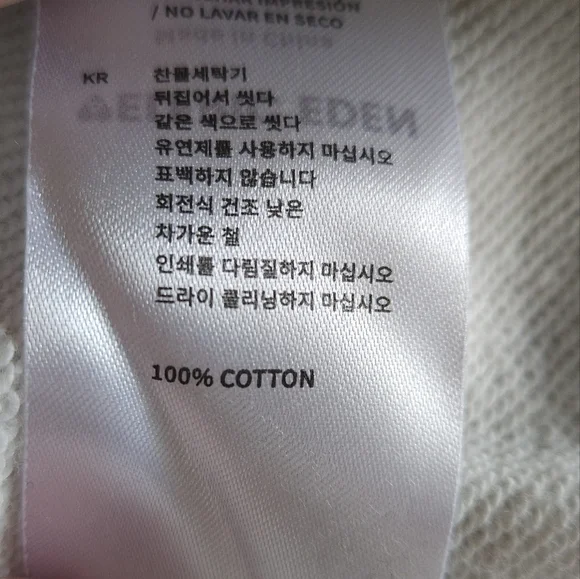 / NO LAVAR EN SECO
Made in China
KR
찬물세탁기
뒤집어서 씻다
같은 색으로 씻다
유연제를 사용하지 마십시오
표백하지 않습니다
회전식 건조 낮은
차가운 철
인쇄를 다림질하지 마십시오
드라이 클리닝하지 마십시오
100% COTTON